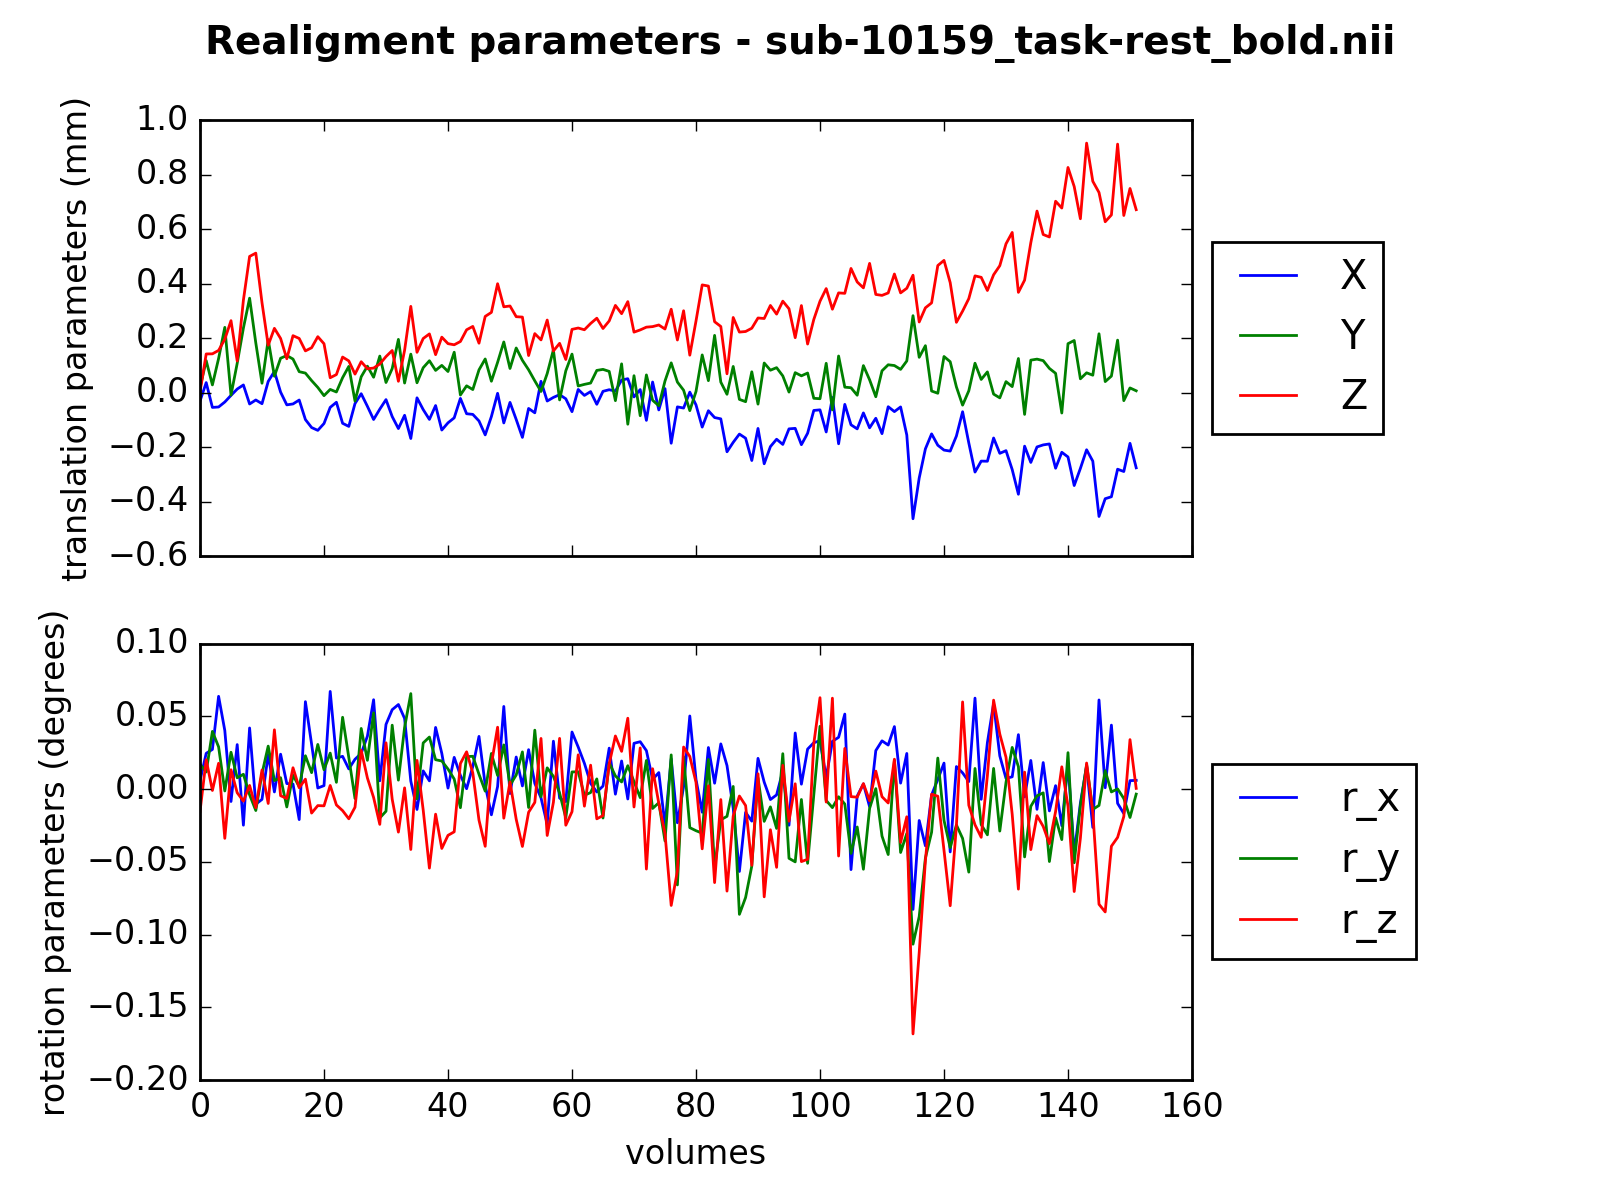 Realigment parameters - sub-10159_task-rest_bold.nii
translation parameters (mm)
1.0
0.8
0.6
0.4
0.2
0.0
−0.2
−0.4
−0.6
X
Y
Z
rotation parameters (degrees)
0.10
0.05
0.00
−0.05
−0.10
−0.15
−0.20
r_x
r_y
r_z
0 20 40 60 80 100 120 140 160
volumes